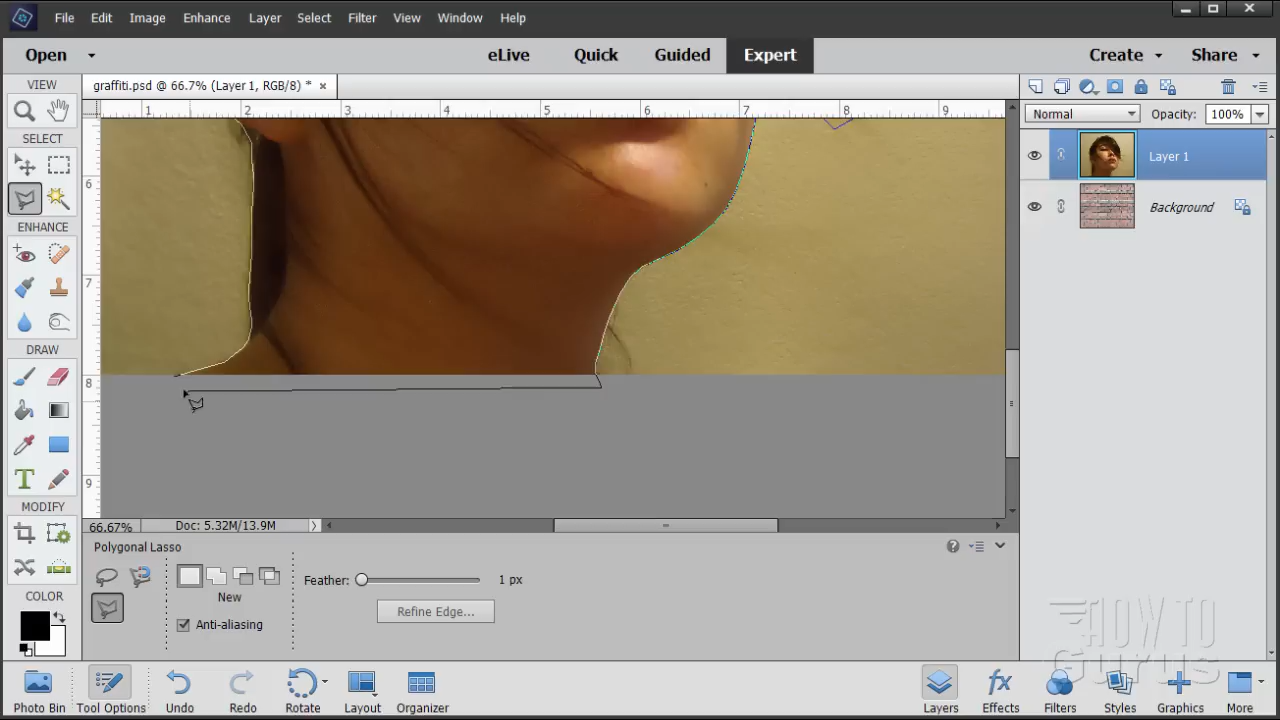 File Edit Image Enhance Layer Select Filter View Window Help
Open eLive Quick Guided Expert Create Share
VIEW
graffiti.psd @ 66.7% (Layer 1, RGB/8) * ×
1 2 3 4 5 6 7 8 9
Normal Opacity: 100%
SELECT
Layer 1
6
Background
ENHANCE
7
DRAW
8
9
MODIFY
66.67% Doc: 5.32M/13.9M
Polygonal Lasso
Feather: 1 px
COLOR
New
Refine Edge...
Anti-aliasing
HOW TO
Gurus
Photo Bin Tool Options Undo Redo Rotate Layout Organizer Layers Effects Filters Styles Graphics More